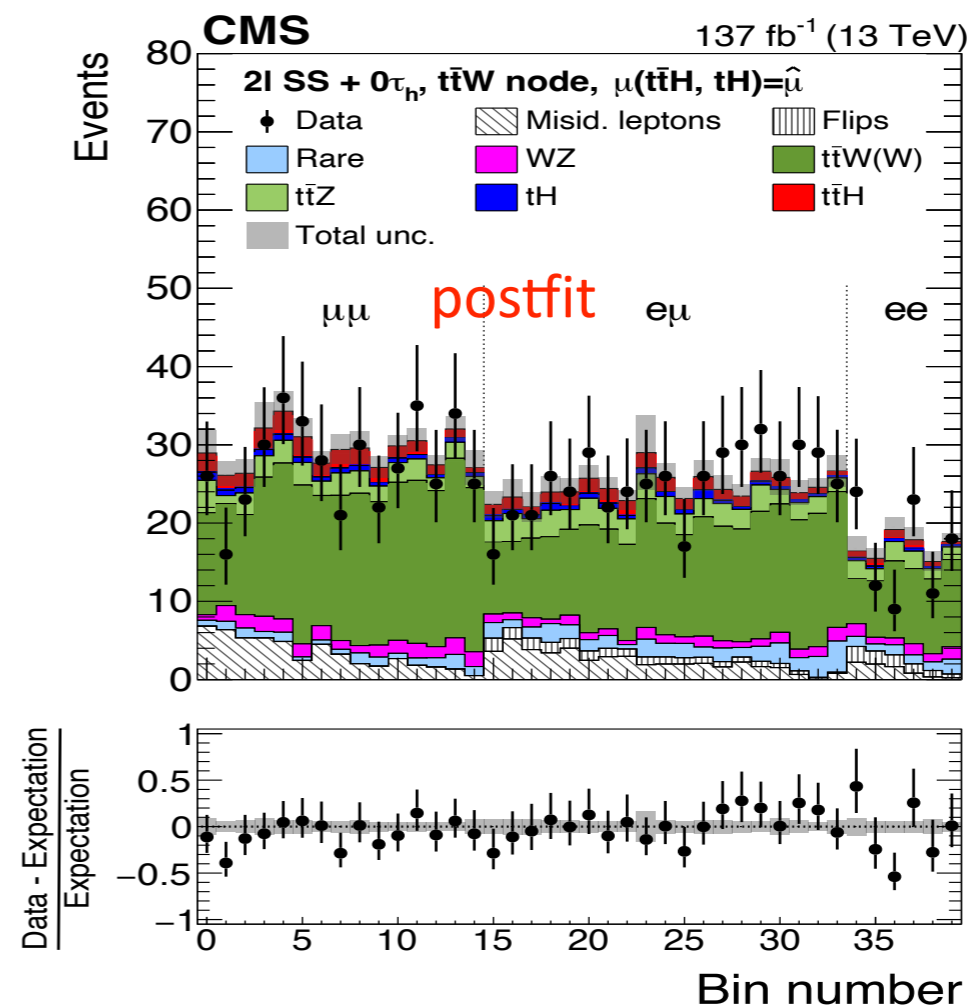 CMS 137 fb⁻¹ (13 TeV)
2l SS + 0τh, tt̄W node, μ(tt̄H, tH)=μ̂
Data Misid. leptons Flips
Rare WZ tt̄W(W)
tt̄Z tH tt̄H
Total unc.
postfit
μμ eμ ee
Events
80
70
60
50
40
30
20
10
0
Data - Expectation
Expectation
1
0.5
0
−0.5
−1
0 5 10 15 20 25 30 35
Bin number